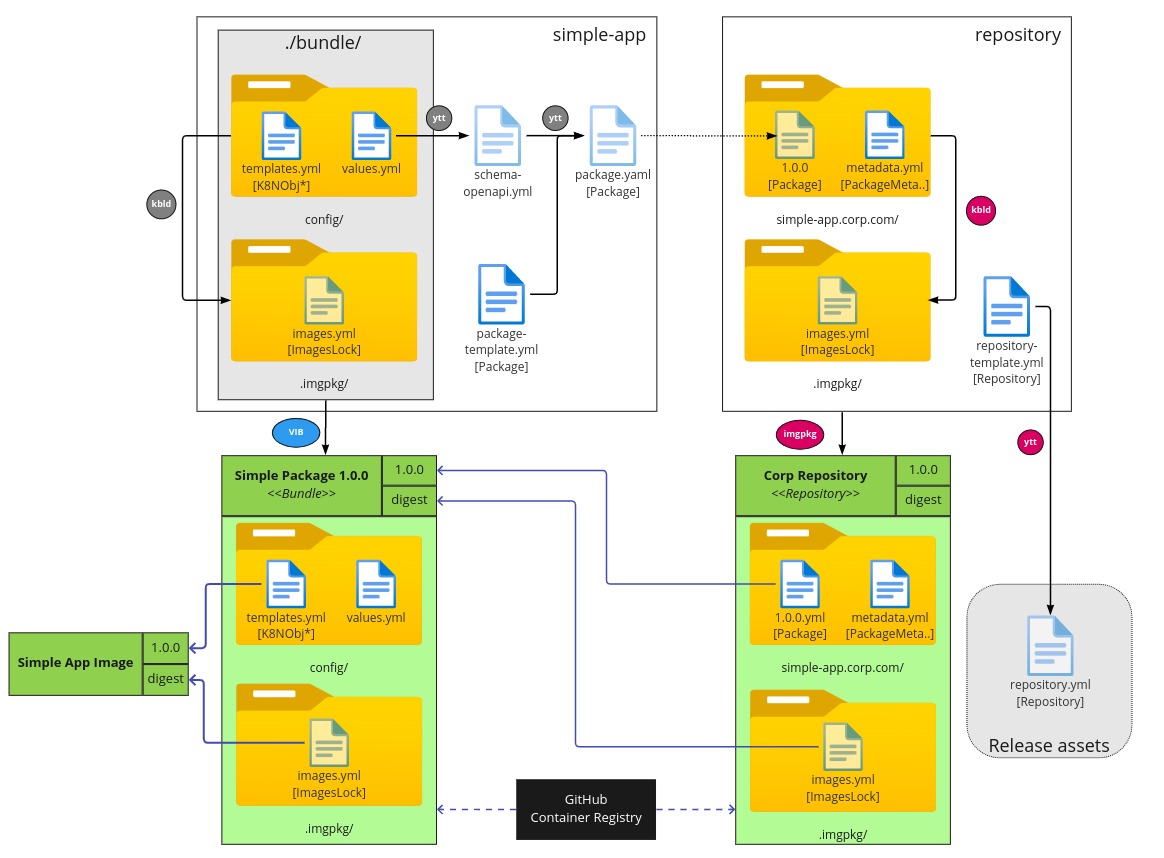 ./bundle/
simple-app
repository
ytt
ytt
templates.yml
[K8NObj*]
values.yml
schema-
openapi.yml
package.yaml
[Package]
1.0.0
[Package]
metadata.yml
[PackageMeta..]
kbld
kbld
config/
simple-app.corp.com/
images.yml
[ImagesLock]
package-
template.yml
[Package]
images.yml
[ImagesLock]
repository-
template.yml
[Repository]
.imgpkg/
.imgpkg/
VIB
imgpkg
ytt
Simple Package 1.0.0
<<Bundle>>
1.0.0
digest
Corp Repository
<<Repository>>
1.0.0
digest
templates.yml
[K8NObj*]
values.yml
1.0.0.yml
[Package]
metadata.yml
[PackageMeta..]
config/
simple-app.corp.com/
Simple App Image
1.0.0
digest
repository.yml
[Repository]
Release assets
images.yml
[ImagesLock]
images.yml
[ImagesLock]
GitHub
Container Registry
.imgpkg/
.imgpkg/